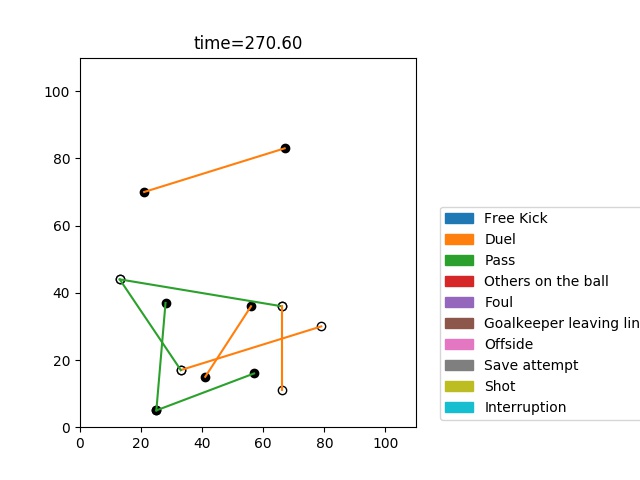 time=270.60
100
80
60
40
20
0
0 20 40 60 80 100
Free Kick
Duel
Pass
Others on the ball
Foul
Goalkeeper leaving lin
Offside
Save attempt
Shot
Interruption